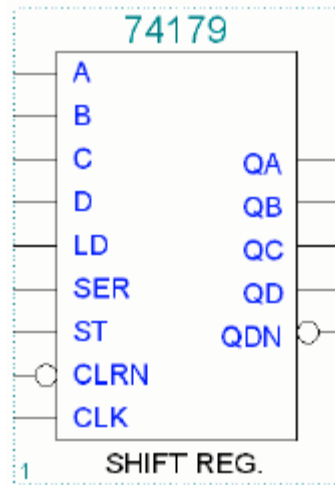 74179
A
B
C
D
LD
SER
ST
CLRN
CLK
QA
QB
QC
QD
QDN
1
SHIFT REG.